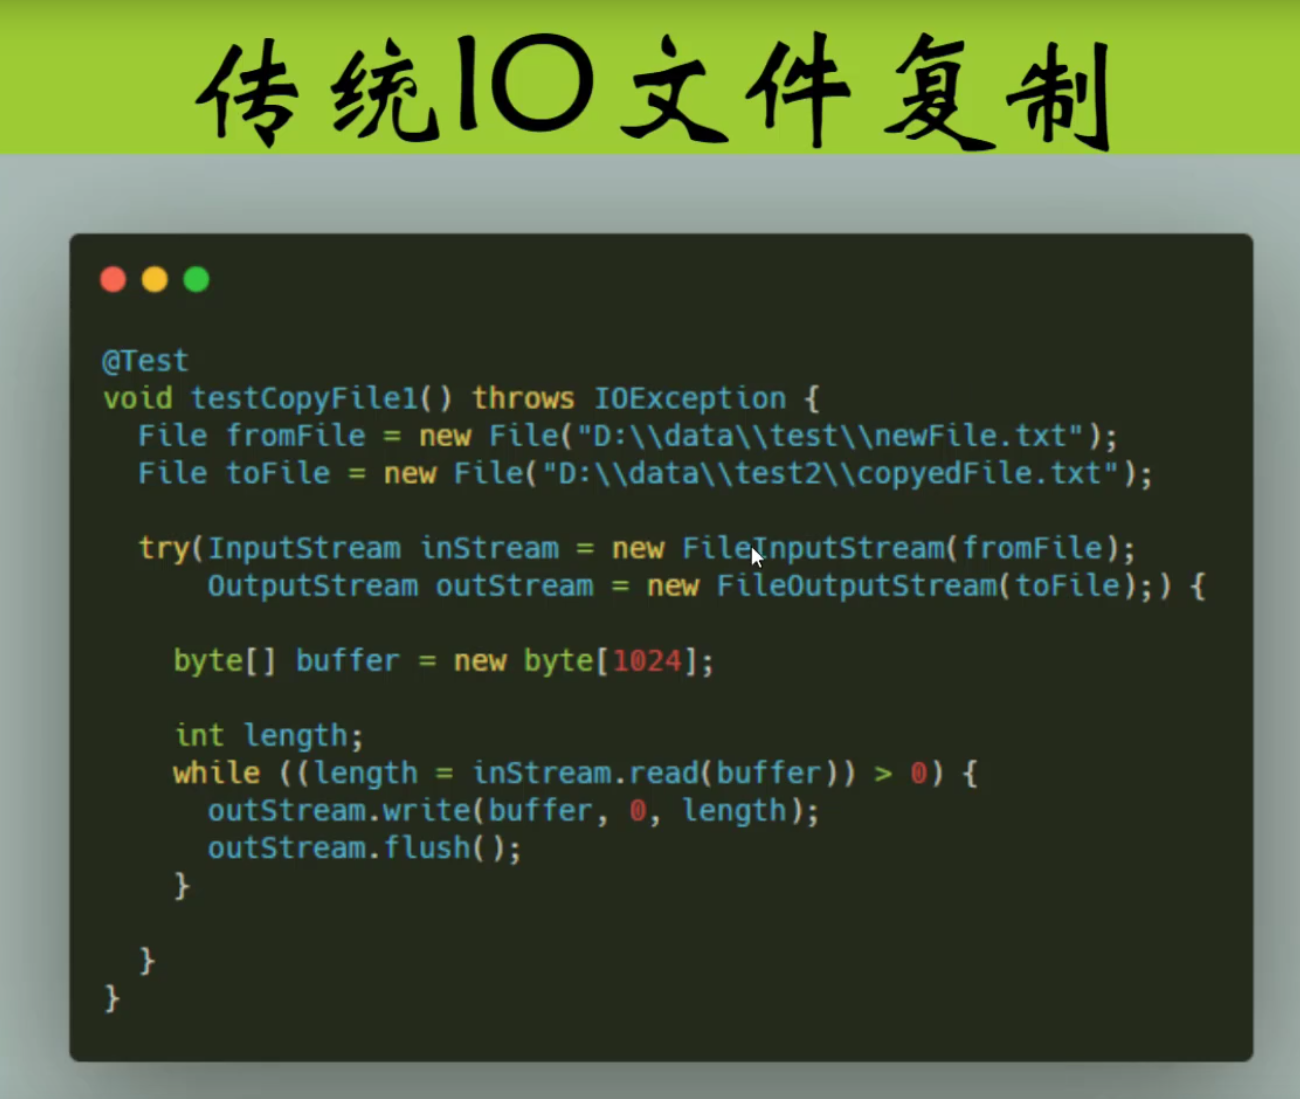 传统IO文件复制
@Test
void testCopyFile1() throws IOException {
File fromFile = new File("D:\\data\\test\\newFile.txt");
File toFile = new File("D:\\data\\test2\\copyedFile.txt");
try(InputStream inStream = new FileInputStream(fromFile);
OutputStream outStream = new FileOutputStream(toFile);) {
byte[] buffer = new byte[1024];
int length;
while ((length = inStream.read(buffer)) > 0) {
outStream.write(buffer, 0, length);
outStream.flush();
}
}
}